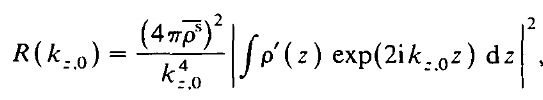 R(k_{z,0}) = \frac{(4\pi\overline{\rho^{s}})^{2}}{k_{z,0}^{4}} \left| \int \rho'(z) \exp(2ik_{z,0}z) \, dz \right|^{2},